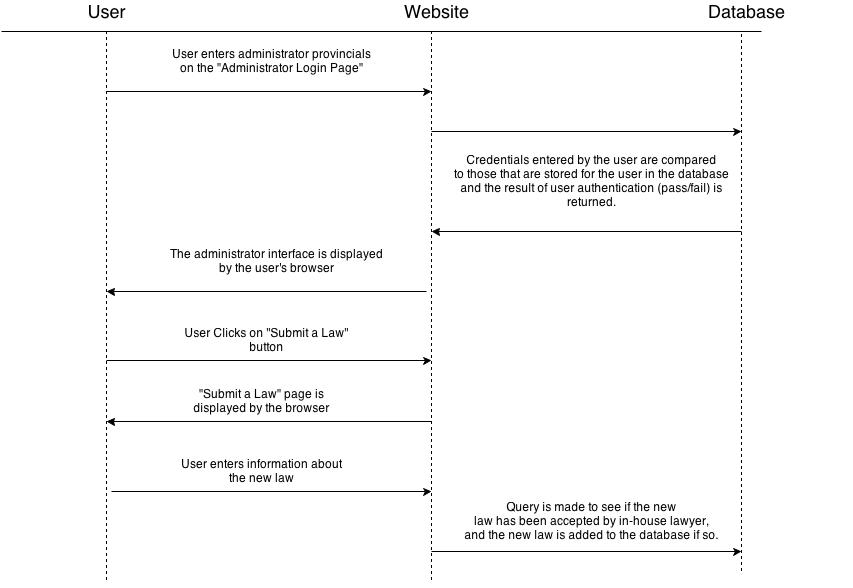 User
Website
Database
User enters administrator provincials
on the "Administrator Login Page"
Credentials entered by the user are compared
to those that are stored for the user in the database
and the result of user authentication (pass/fail) is
returned.
The administrator interface is displayed
by the user's browser
User Clicks on "Submit a Law"
button
"Submit a Law" page is
displayed by the browser
User enters information about
the new law
Query is made to see if the new
law has been accepted by in-house lawyer,
and the new law is added to the database if so.